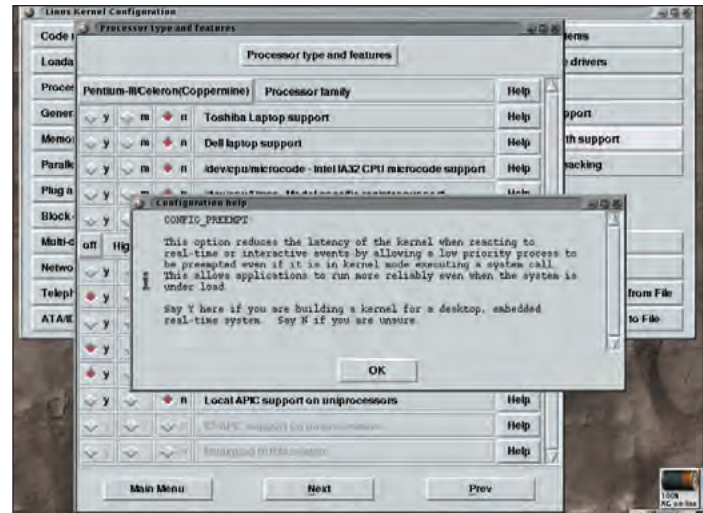 Linux Kernel Configuration
Processor type and features
Processor type and features
Pentium-III/Celeron(Coppermine) Processor family Help
y m n Toshiba Laptop support Help
y m n Dell laptop support Help
y m n /dev/cpu/microcode - Intel IA32 CPU microcode support Help
y m n Help
Configuration help
CONFIG_PREEMPT:
This option reduces the latency of the kernel when reacting to
real-time or interactive events by allowing a low priority process to
be preempted even if it is in kernel mode executing a system call.
This allows applications to run more reliably even when the system is
under load.
Say Y here if you are building a kernel for a desktop, embedded
real-time system. Say N if you are unsure.
OK
off Hig
y
y
y
y
y
y n Local APIC support on uniprocessors Help
Help
Help
Main Menu Next Prev
Code
Loada
Proces
Gener
Memo
Paralle
Plug a
Block
Multi-d
Netwo
Teleph
ATA/I
drivers
pport
th support
from File
to File
100%